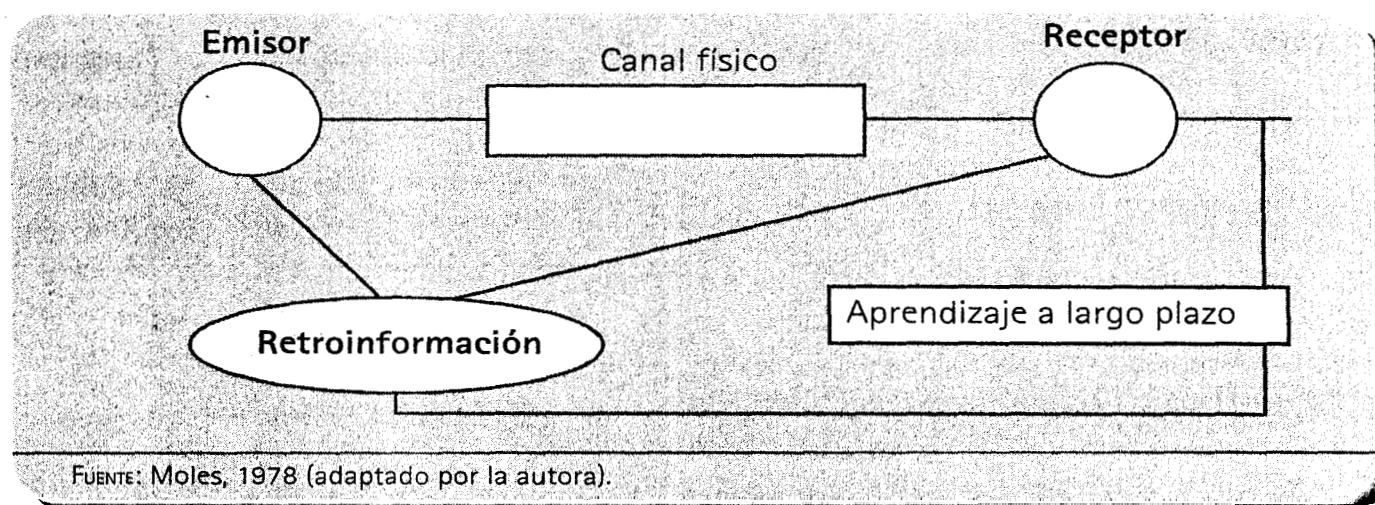 Emisor
Canal físico
Receptor
Aprendizaje a largo plazo
Retroinformación
FUENTE: Moles, 1978 (adaptado por la autora).